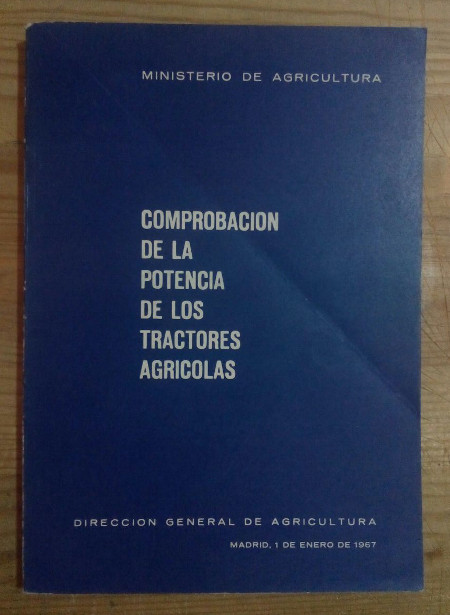 MINISTERIO DE AGRICULTURA
COMPROBACION
DE LA
POTENCIA
DE LOS
TRACTORES
AGRICOLAS
DIRECCION GENERAL DE AGRICULTURA
MADRID, 1 DE ENERO DE 1967